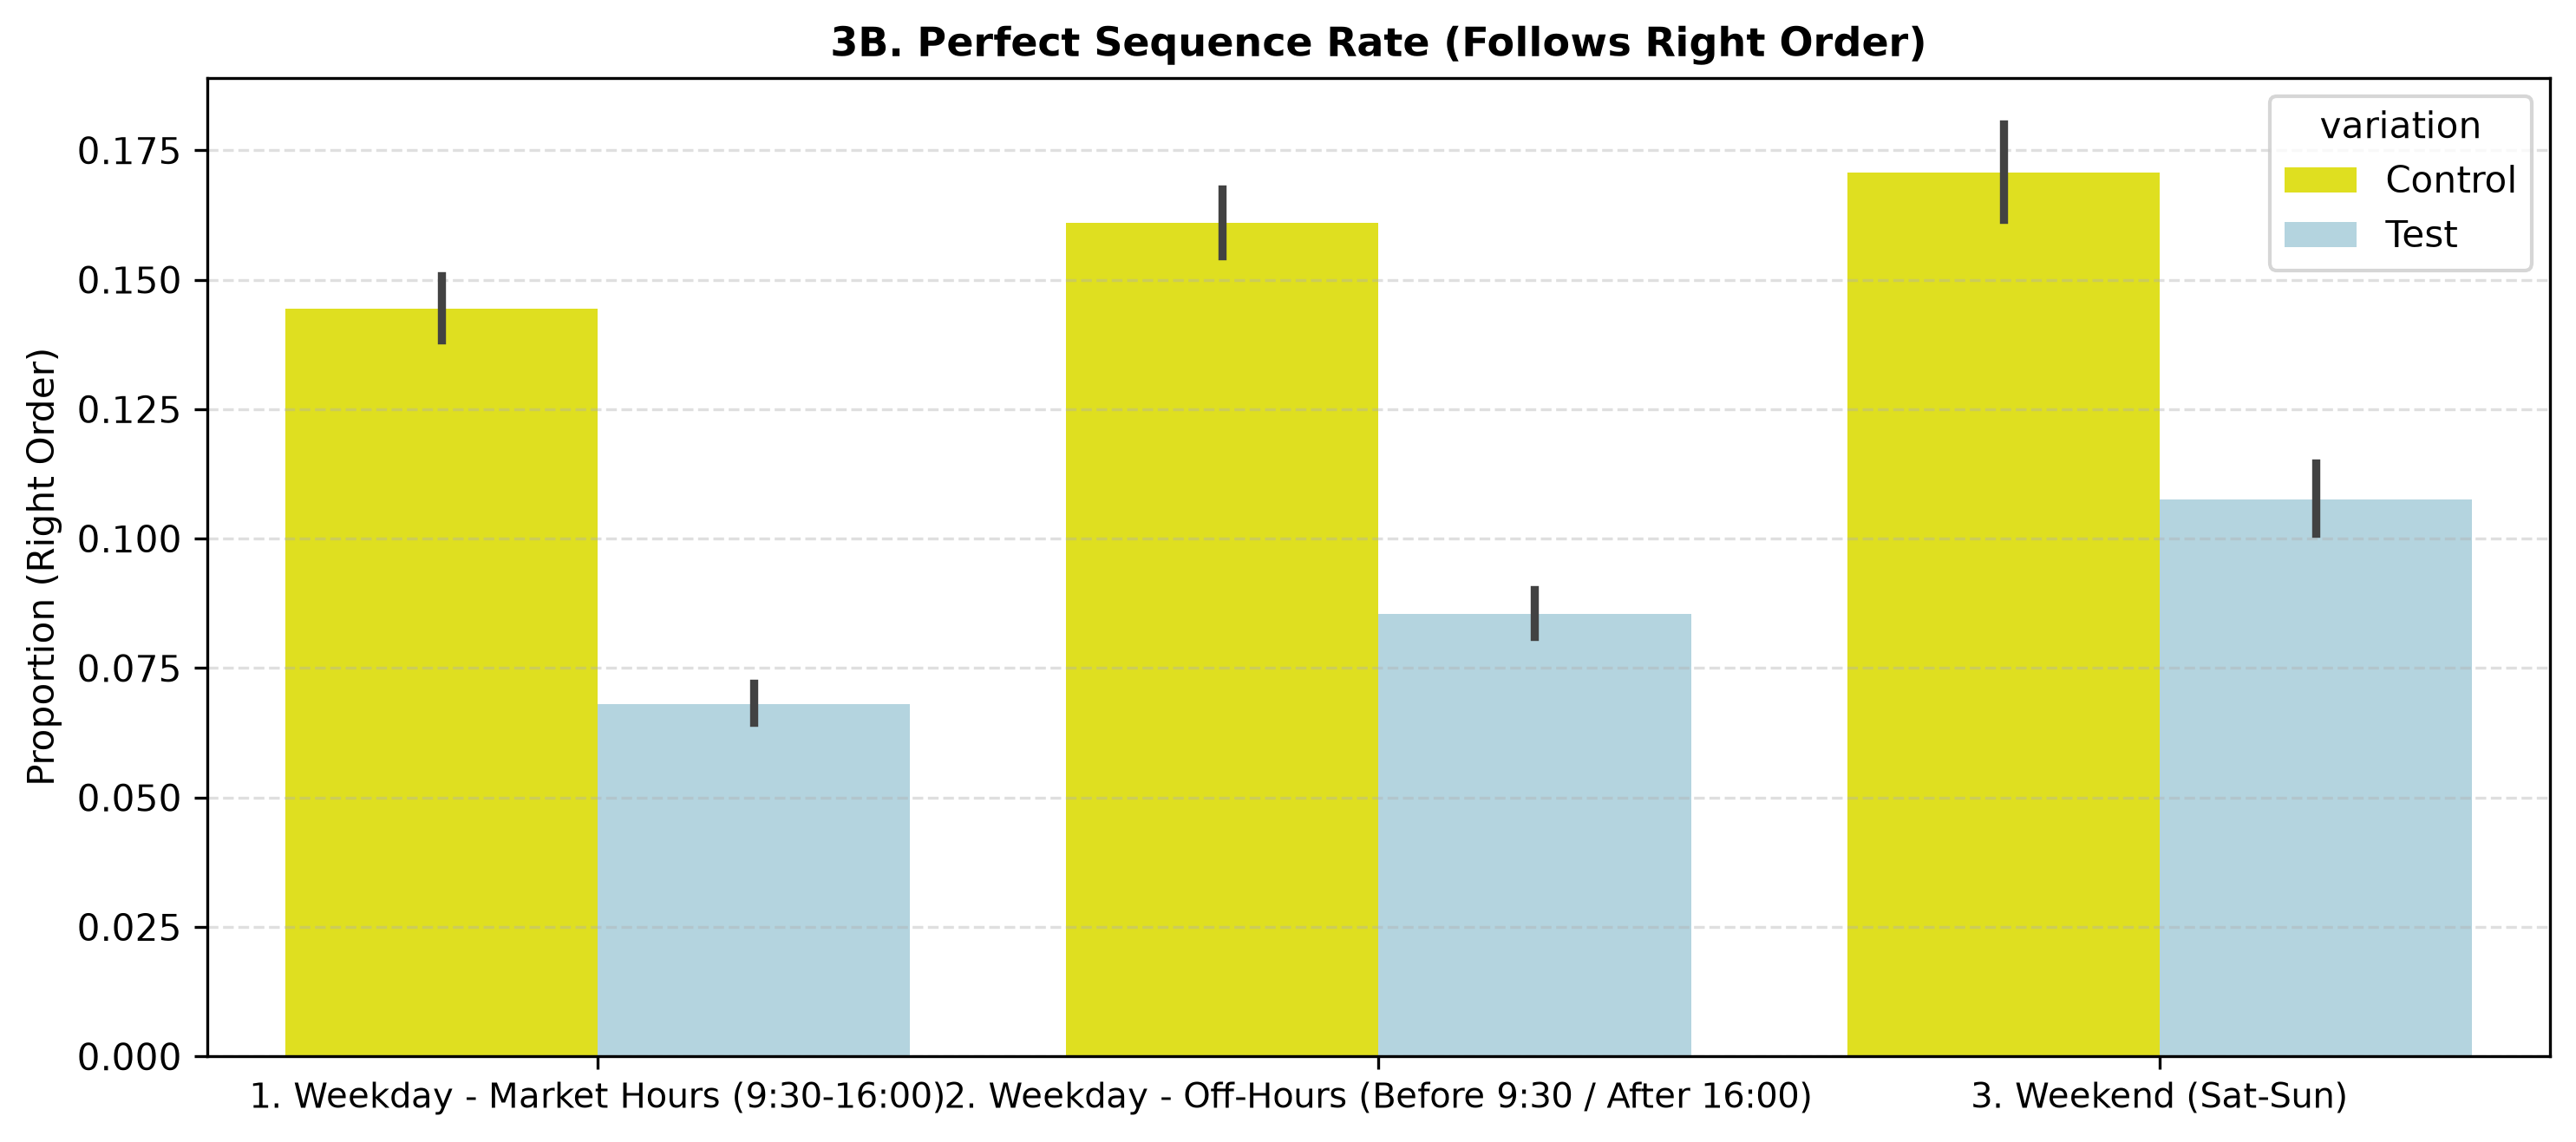 3B. Perfect Sequence Rate (Follows Right Order)
variation
Control
Test
Proportion (Right Order)
0.175
0.150
0.125
0.100
0.075
0.050
0.025
0.000
1. Weekday - Market Hours (9:30-16:00)
2. Weekday - Off-Hours (Before 9:30 / After 16:00)
3. Weekend (Sat-Sun)